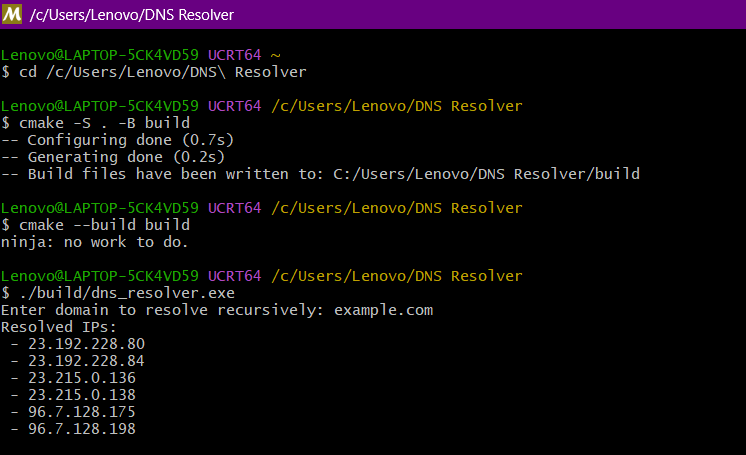 M /c/Users/Lenovo/DNS Resolver
Lenovo@LAPTOP-5CK4VD59 UCRT64 ~
$ cd /c/Users/Lenovo/DNS\ Resolver
Lenovo@LAPTOP-5CK4VD59 UCRT64 /c/Users/Lenovo/DNS Resolver
$ cmake -S . -B build
-- Configuring done (0.7s)
-- Generating done (0.2s)
-- Build files have been written to: C:/Users/Lenovo/DNS Resolver/build
Lenovo@LAPTOP-5CK4VD59 UCRT64 /c/Users/Lenovo/DNS Resolver
$ cmake --build build
ninja: no work to do.
Lenovo@LAPTOP-5CK4VD59 UCRT64 /c/Users/Lenovo/DNS Resolver
$ ./build/dns_resolver.exe
Enter domain to resolve recursively: example.com
Resolved IPs:
 - 23.192.228.80
 - 23.192.228.84
 - 23.215.0.136
 - 23.215.0.138
 - 96.7.128.175
 - 96.7.128.198